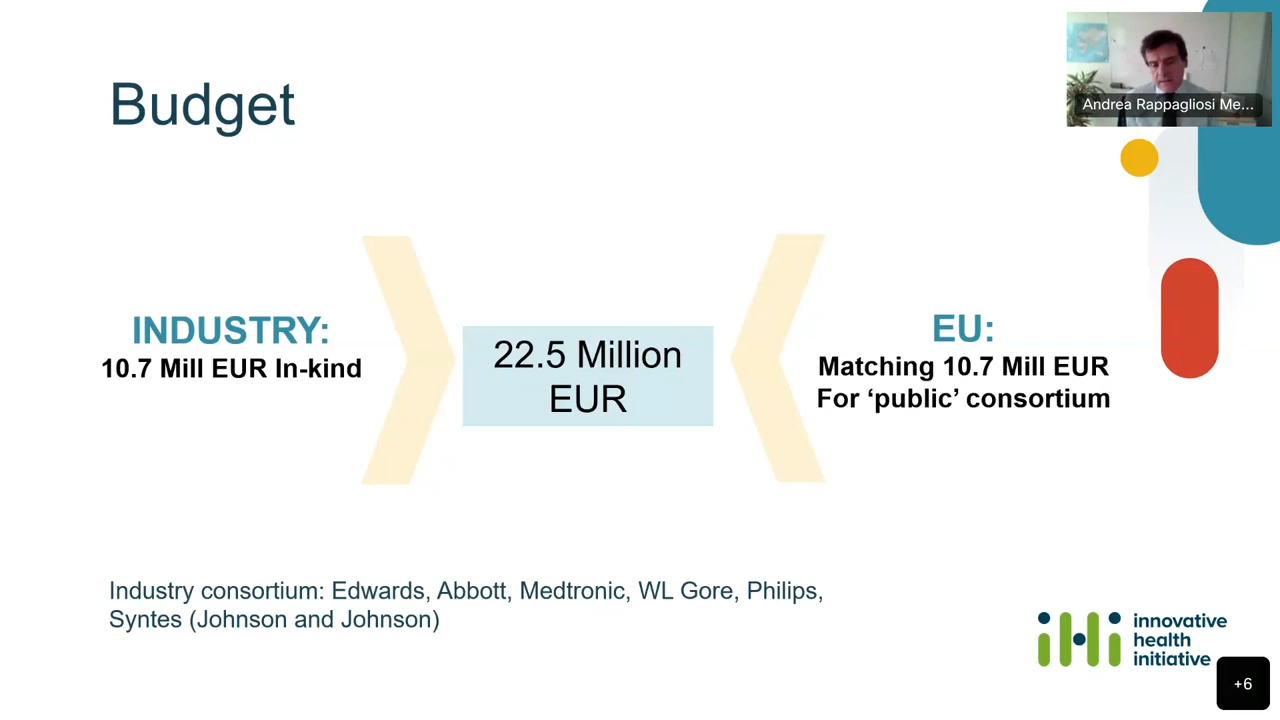 Budget
Andrea Rappagliosi Me...
INDUSTRY:
10.7 Mill EUR In-kind
22.5 Million
EUR
EU:
Matching 10.7 Mill EUR
For ‘public’ consortium
Industry consortium: Edwards, Abbott, Medtronic, WL Gore, Philips,
Syntes (Johnson and Johnson)
iHi
innovative
health
initiative
+6